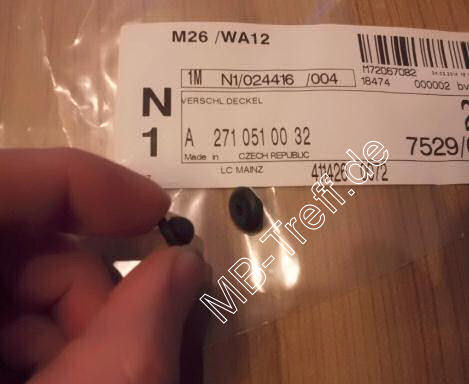 M26 /WA12
M72067082
18474 000002 bv
1M N1/024416 /004
N
1
VERSCHL.DECKEL
A 271 051 00 32
7529/
Made in CZECH REPUBLIC
LC MAINZ
MB-Treff.de